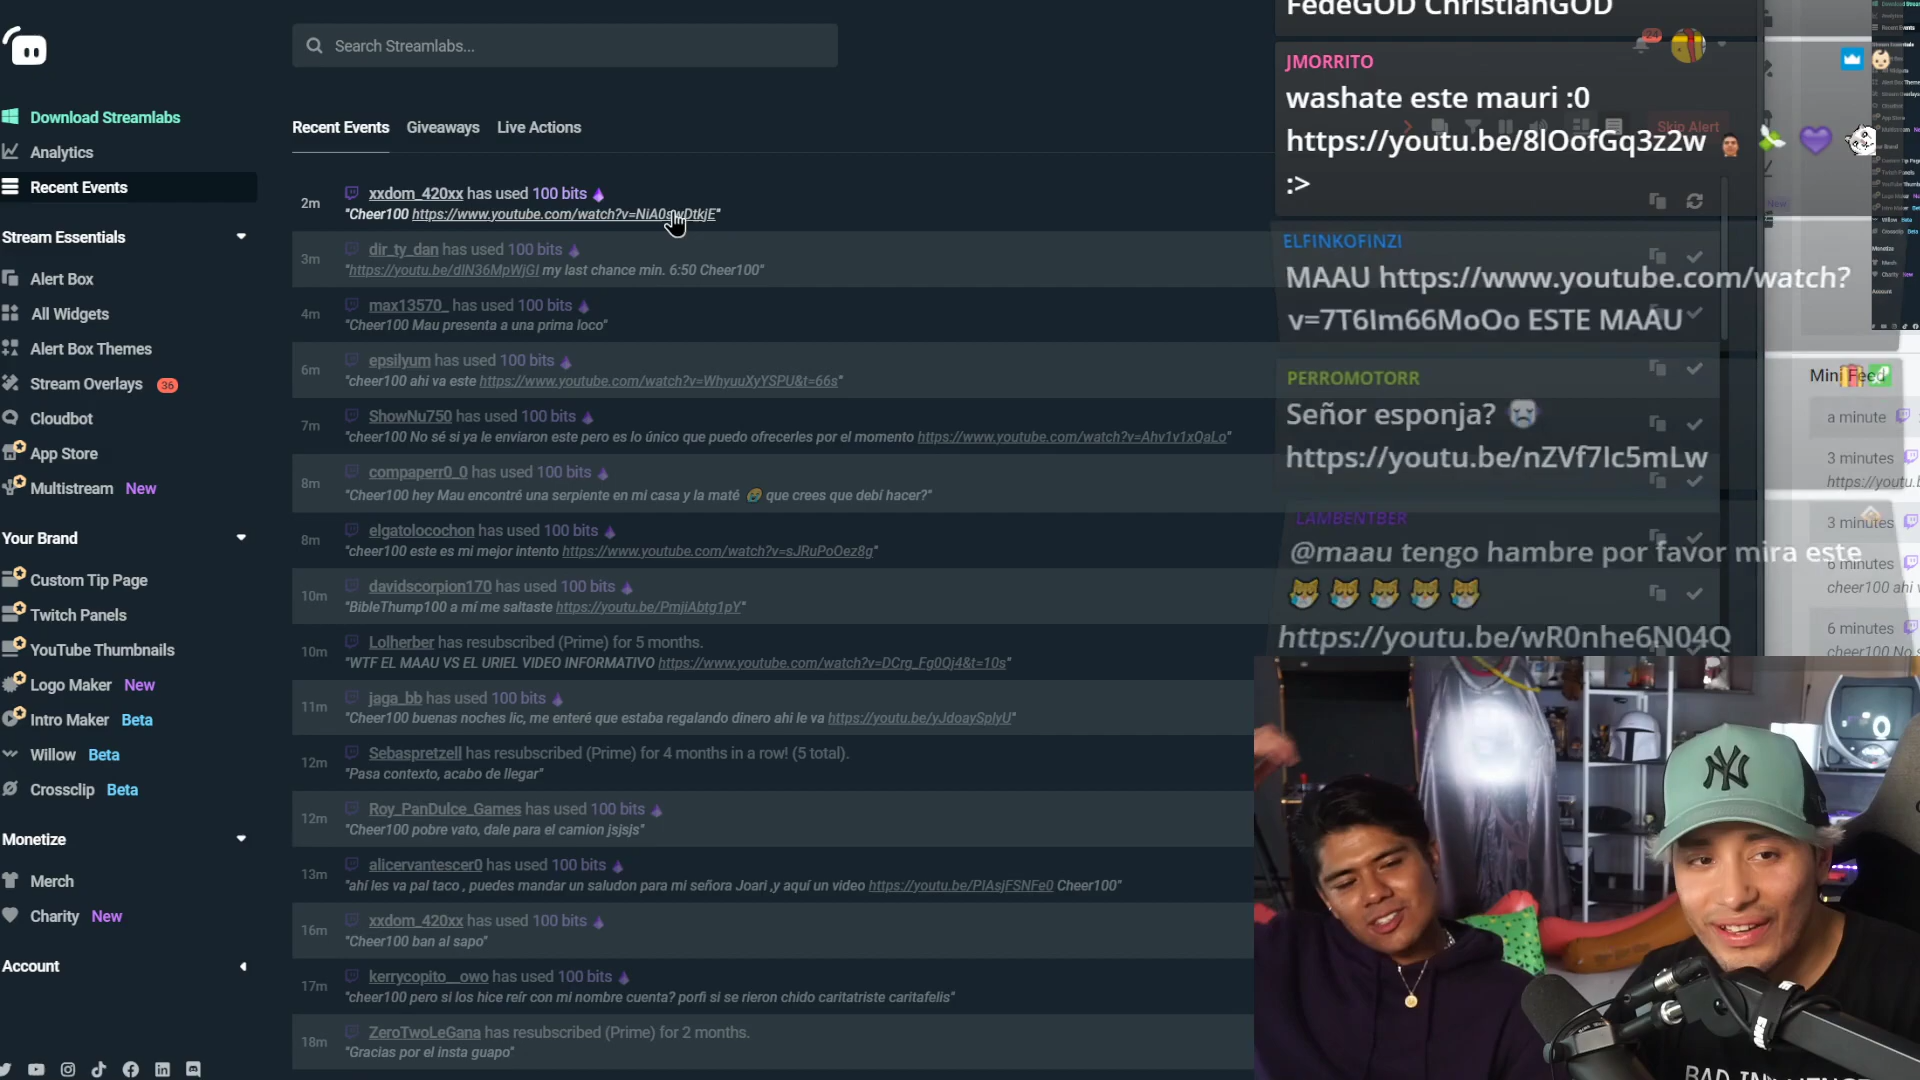 Search Streamlabs...
Download Streamlabs
Analytics
Recent Events
Stream Essentials
Alert Box
All Widgets
Alert Box Themes
Stream Overlays 36
Cloudbot
App Store
Multistream New
Your Brand
Custom Tip Page
Twitch Panels
YouTube Thumbnails
Logo Maker New
Intro Maker Beta
Willow Beta
Crossclip Beta
Monetize
Merch
Charity New
Account
Recent Events Giveaways Live Actions
2m xxdom_420xx has used 100 bits
"Cheer100 https://www.youtube.com/watch?v=NiA0swDtkjE"
3m dir_ty_dan has used 100 bits
"https://youtu.be/dlN36MpWjGI my last chance min. 6:50 Cheer100"
4m max13570_ has used 100 bits
"Cheer100 Mau presenta a una prima loco"
6m epsilyum has used 100 bits
"cheer100 ahi va este https://www.youtube.com/watch?v=WhyuuXyYSPU&t=66s"
7m ShowNu750 has used 100 bits
"cheer100 No sé si ya le enviaron este pero es lo único que puedo ofrecerles por el momento https://www.youtube.com/watch?v=Ahv1v1xQaLo"
8m compaperr0_0 has used 100 bits
"Cheer100 hey Mau encontré una serpiente en mi casa y la maté 😢 que crees que debí hacer?"
8m elgatolocochon has used 100 bits
"cheer100 este es mi mejor intento https://www.youtube.com/watch?v=sJRuPoOez8g"
10m davidscorpion170 has used 100 bits
"BibleThump100 a mí me saltaste https://youtu.be/PmjiAbtg1pY"
10m Lolherber has resubscribed (Prime) for 5 months.
"WTF EL MAAU VS EL URIEL VIDEO INFORMATIVO https://www.youtube.com/watch?v=DCrg_Fg0Qj4&t=10s"
11m jaga_bb has used 100 bits
"Cheer100 buenas noches lic, me enteré que estaba regalando dinero ahi le va https://youtu.be/yJdoaySplyU"
12m Sebaspretzell has resubscribed (Prime) for 4 months in a row! (5 total).
"Pasa contexto, acabo de llegar"
12m Roy_PanDulce_Games has used 100 bits
"Cheer100 pobre vato, dale para el camion jsjsjs"
13m alicervantescer0 has used 100 bits
"ahí les va pal taco , puedes mandar un saludon para mi señora Joari ,y aquí un video https://youtu.be/PIAsjFSNFe0 Cheer100"
16m xxdom_420xx has used 100 bits
"Cheer100 ban al sapo"
17m kerrycopito__owo has used 100 bits
"cheer100 pero si los hice reír con mi nombre cuenta? porfi si se rieron chido caritatriste caritafelis"
18m ZeroTwoLeGana has resubscribed (Prime) for 2 months.
"Gracias por el insta guapo"
FedeGOD ChristianGOD
24
JMORRITO
washate este mauri :0
https://youtu.be/8lOofGq3z2w
:>
Skip Alert
ELFINKOFINZI
MAAU https://www.youtube.com/watch?
v=7T6Im66MoOo ESTE MAAU
PERROMOTORR
Señor esponja?
https://youtu.be/nZVf7Ic5mLw
LAMBENTBER
@maau tengo hambre por favor mira este
https://youtu.be/wR0nhe6N04Q
New
Mini Feed
a minute
3 minutes
https://youtu.b
3 minutes
6 minutes
cheer100 ahi v
6 minutes
cheer100 No s
NY